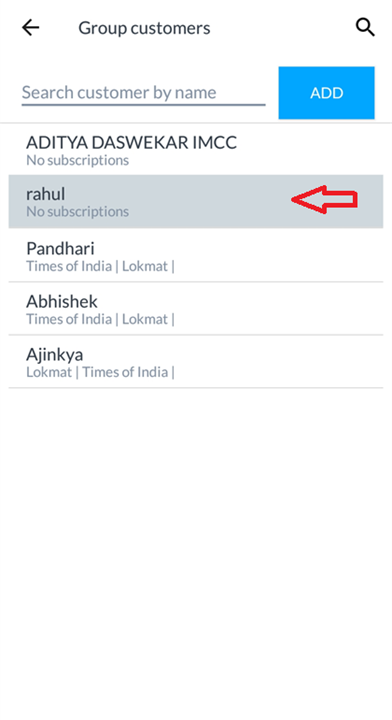 Group customers
Search customer by name
ADD
ADITYA DASWEKAR IMCC
No subscriptions
rahul
No subscriptions
Pandhari
Times of India | Lokmat |
Abhishek
Times of India | Lokmat |
Ajinkya
Lokmat | Times of India |